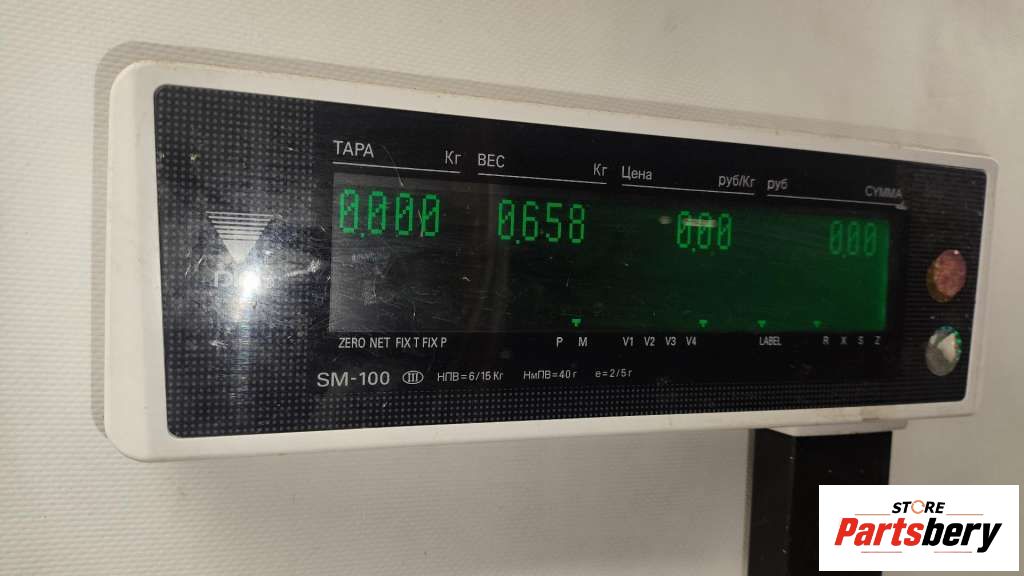 ТАРА Кг ВЕС Кг Цена руб/Кг руб СУММА
0.000 0.658 0.00 0.00
ZERO NET FIX T FIX P P M V1 V2 V3 V4 LABEL R X S Z
SM-100 III НПВ=6/15 Кг НмПВ=40 г е=2/5 г
STORE
Partsbery